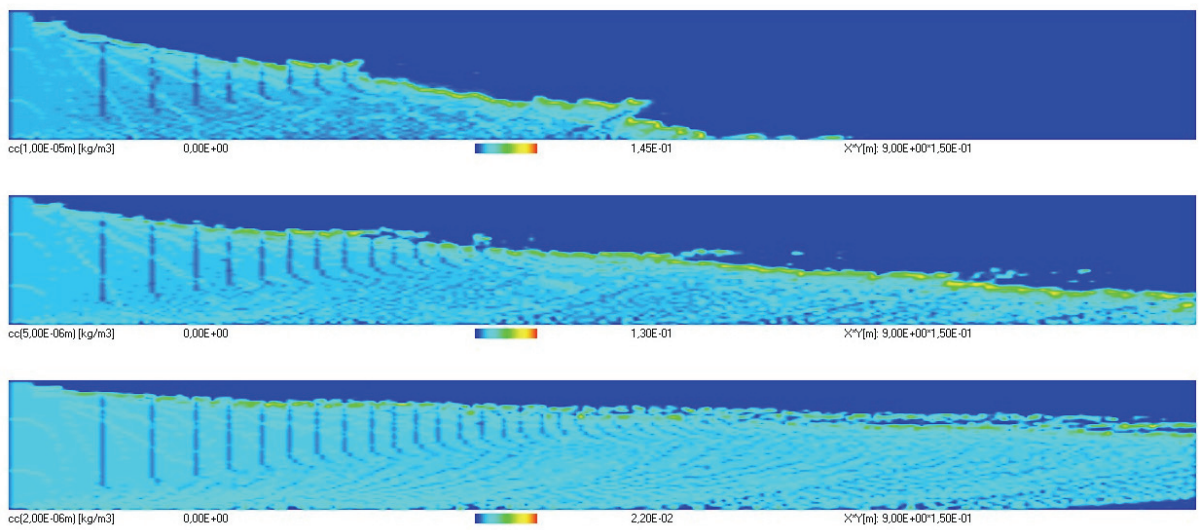 cc(1,00E-05m) [kg/m3] 0,00E+00 1,45E-01 X*Y[m]: 9,00E+00*1,50E-01
cc(5,00E-06m) [kg/m3] 0,00E+00 1,30E-01 X*Y[m]: 9,00E+00*1,50E-01
cc(2,00E-06m) [kg/m3] 0,00E+00 2,20E-02 X*Y[m]: 9,00E+00*1,50E-01